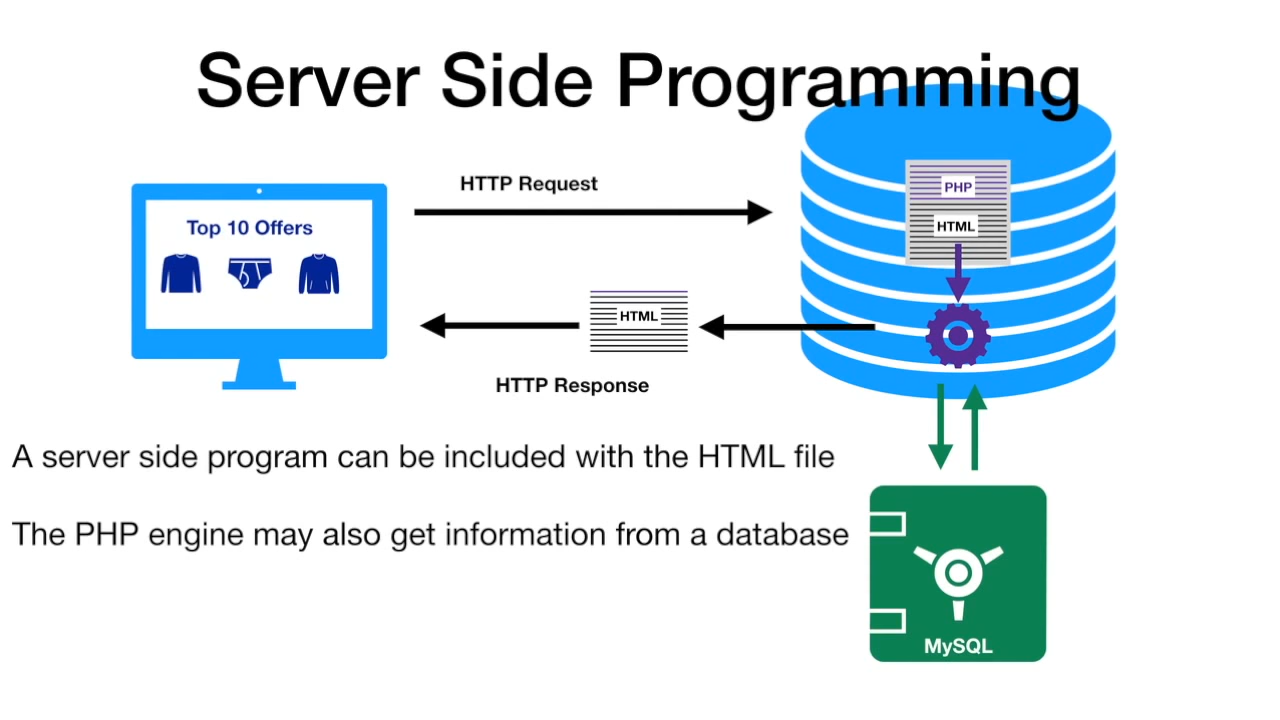 Server Side Programming
HTTP Request
PHP
Top 10 Offers
HTML
HTML
HTTP Response
A server side program can be included with the HTML file
The PHP engine may also get information from a database
MySQL